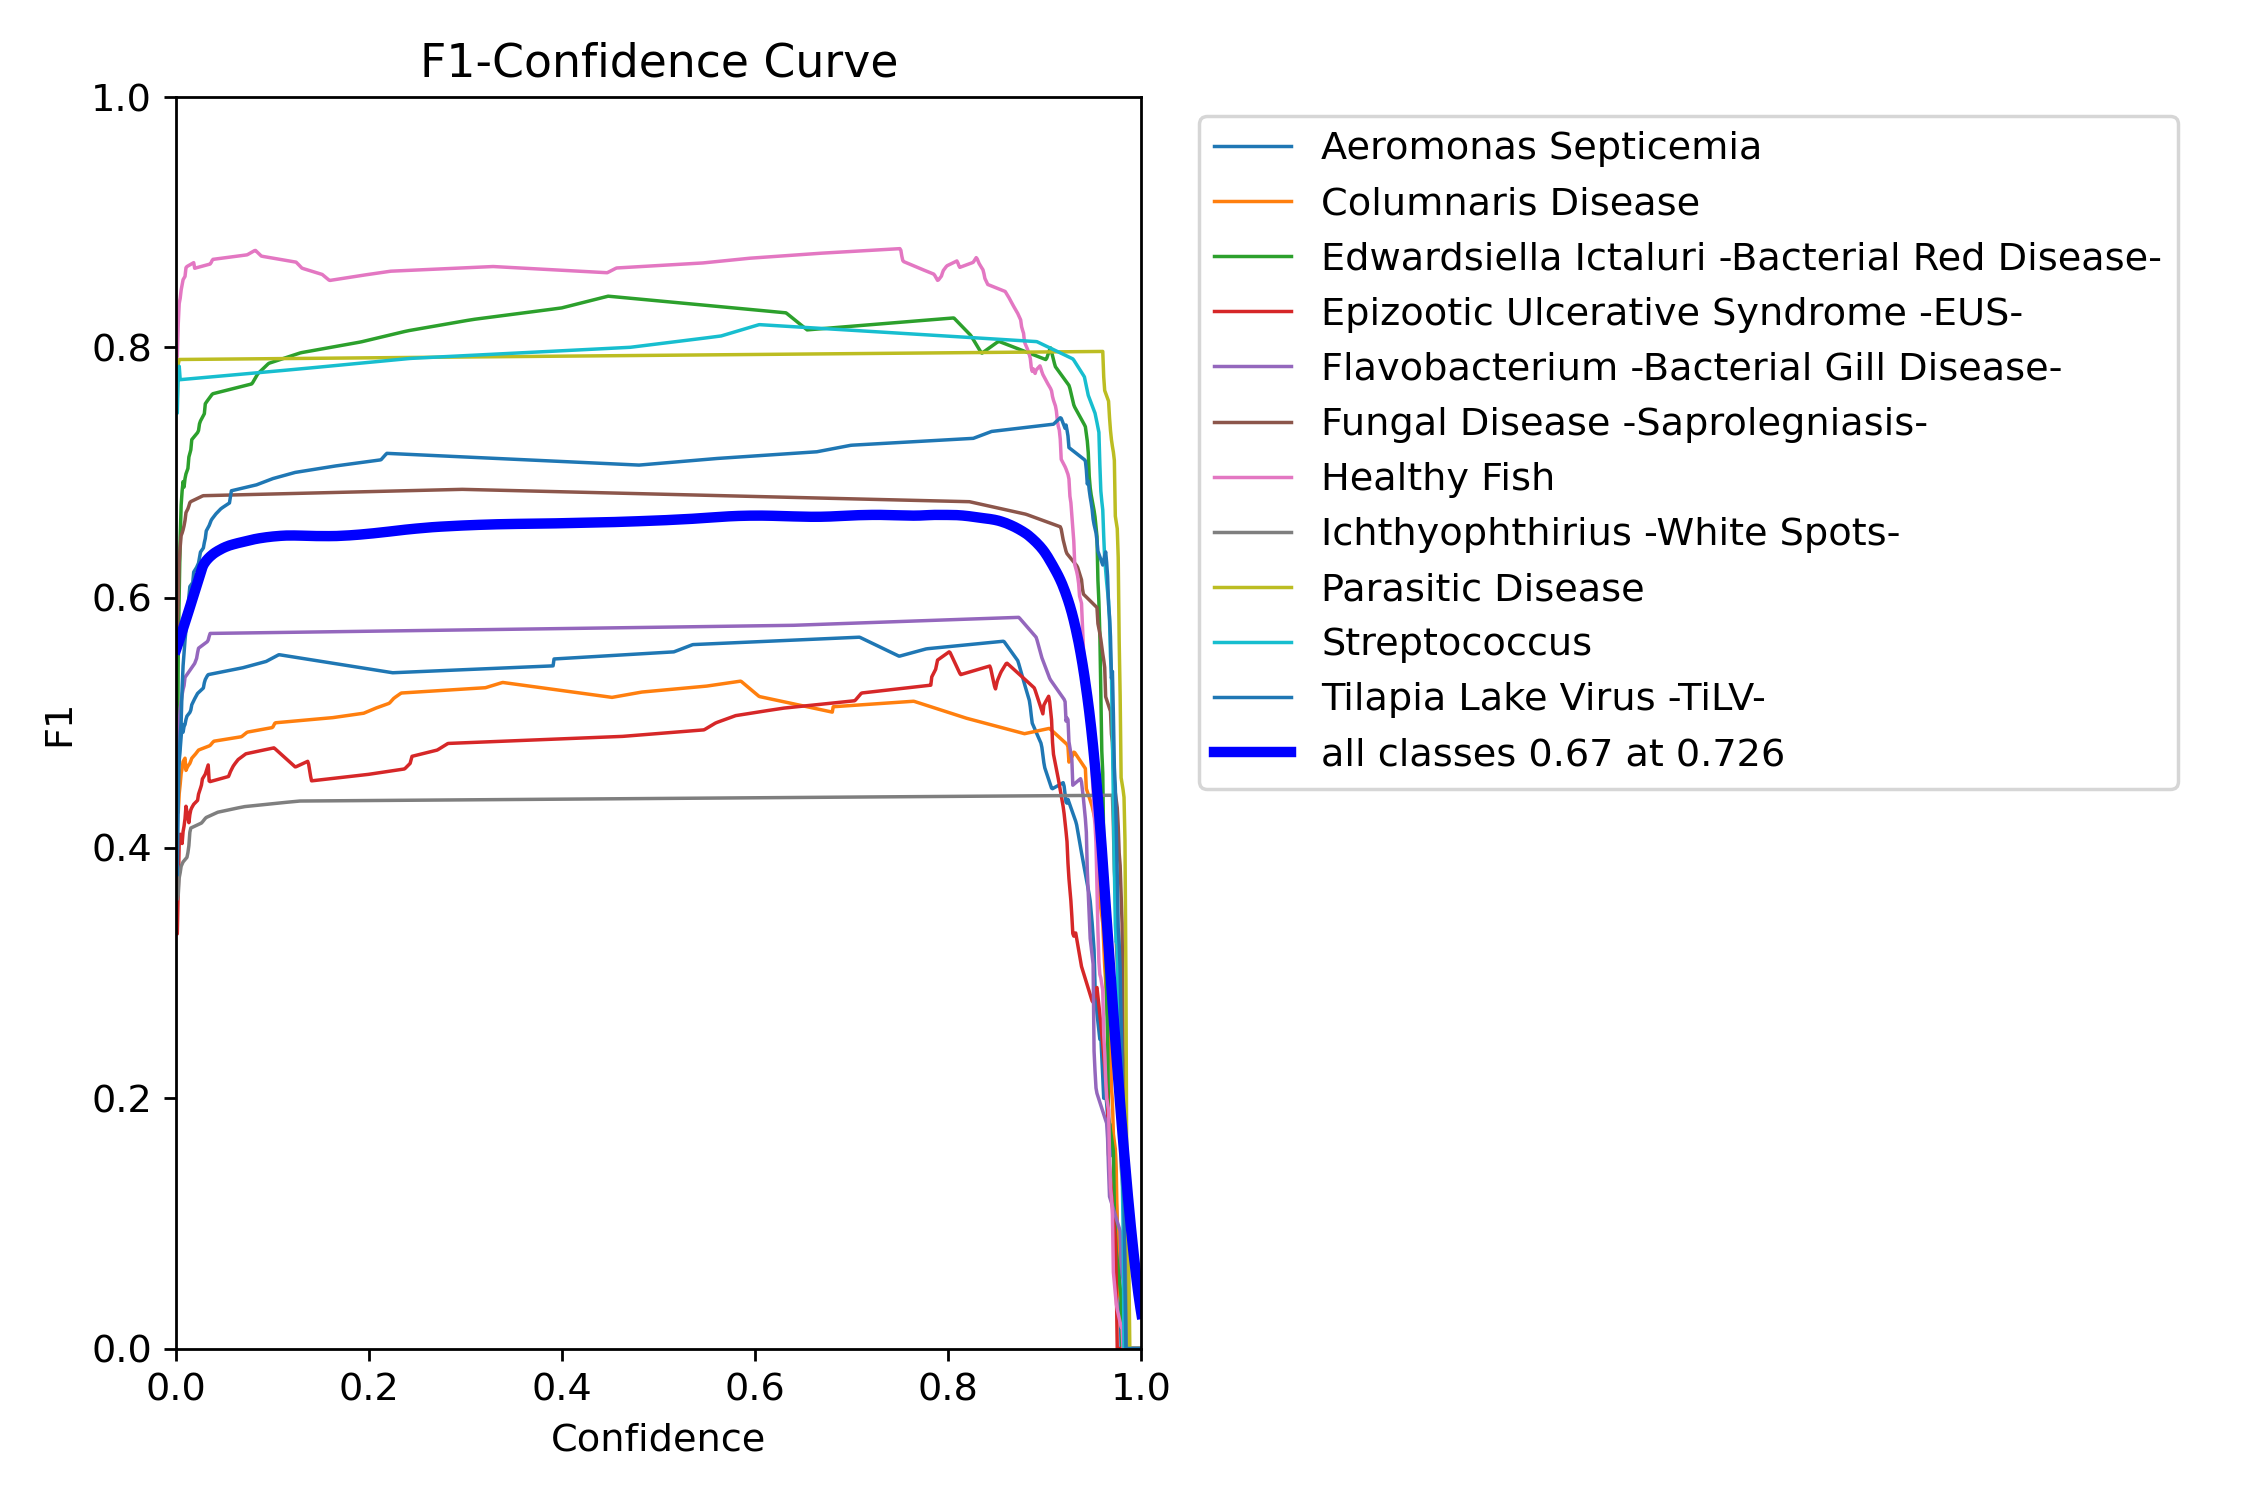 F1-Confidence Curve
1.0
0.8
0.6
0.4
0.2
0.0
F1
0.0 0.2 0.4 0.6 0.8 1.0
Confidence
Aeromonas Septicemia
Columnaris Disease
Edwardsiella Ictaluri -Bacterial Red Disease-
Epizootic Ulcerative Syndrome -EUS-
Flavobacterium -Bacterial Gill Disease-
Fungal Disease -Saprolegniasis-
Healthy Fish
Ichthyophthirius -White Spots-
Parasitic Disease
Streptococcus
Tilapia Lake Virus -TiLV-
all classes 0.67 at 0.726